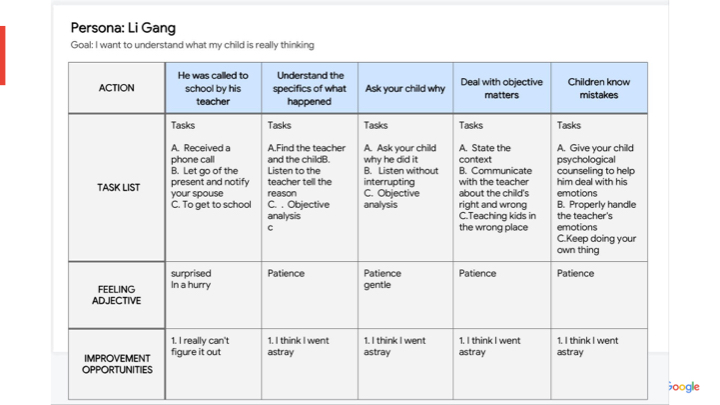 Persona: Li Gang
Goal: I want to understand what my child is really thinking
ACTION
He was called to
school by his
teacher
Understand the
specifics of what
happened
Ask your child why
Deal with objective
matters
Children know
mistakes
TASK LIST
Tasks
A. Received a
phone call
B. Let go of the
present and notify
your spouse
C. To get to school
Tasks
A.Find the teacher
and the childB.
Listen to the
teacher tell the
reason
C. . Objective
analysis
c
Tasks
A. Ask your child
why he did it
B. Listen without
interrupting
C. Objective
analysis
Tasks
A. State the
context
B. Communicate
with the teacher
about the child's
right and wrong
C.Teaching kids in
the wrong place
Tasks
A. Give your child
psychological
counseling to help
him deal with his
emotions
B. Properly handle
the teacher's
emotions
C.Keep doing your
own thing
FEELING
ADJECTIVE
surprised
In a hurry
Patience
Patience
gentle
Patience
Patience
IMPROVEMENT
OPPORTUNITIES
1. I really can't
figure it out
1. I think I went
astray
1. I think I went
astray
1. I think I went
astray
1. I think I went
astray
Google